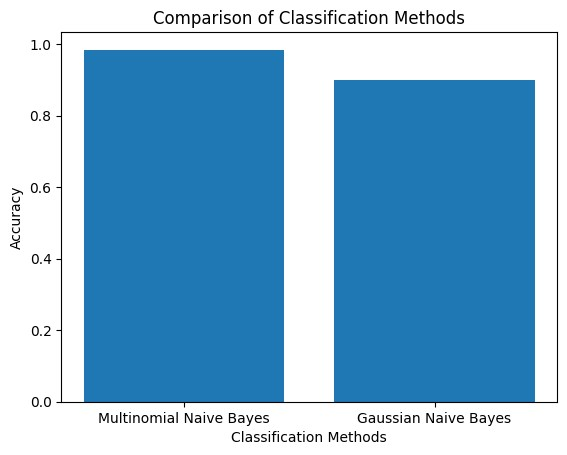 Comparison of Classification Methods
1.0
0.8
0.6
0.4
0.2
0.0
Accuracy
Multinomial Naive Bayes Gaussian Naive Bayes
Classification Methods